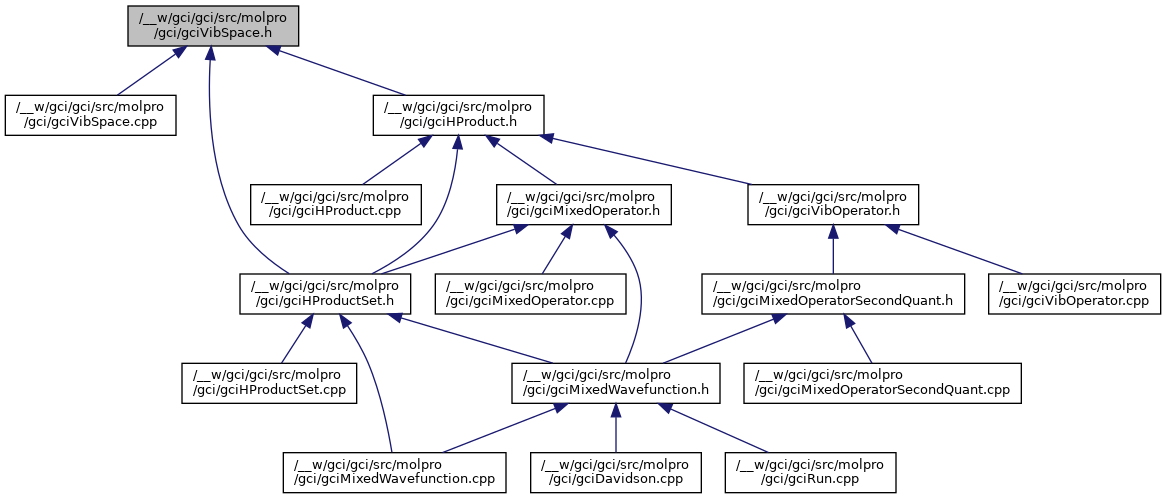 /__w/gci/gci/src/molpro
/gci/gciVibSpace.h
/__w/gci/gci/src/molpro
/gci/gciVibSpace.cpp
/__w/gci/gci/src/molpro
/gci/gciHProduct.h
/__w/gci/gci/src/molpro
/gci/gciHProduct.cpp
/__w/gci/gci/src/molpro
/gci/gciMixedOperator.h
/__w/gci/gci/src/molpro
/gci/gciVibOperator.h
/__w/gci/gci/src/molpro
/gci/gciHProductSet.h
/__w/gci/gci/src/molpro
/gci/gciMixedOperator.cpp
/__w/gci/gci/src/molpro
/gci/gciMixedOperatorSecondQuant.h
/__w/gci/gci/src/molpro
/gci/gciVibOperator.cpp
/__w/gci/gci/src/molpro
/gci/gciHProductSet.cpp
/__w/gci/gci/src/molpro
/gci/gciMixedWavefunction.h
/__w/gci/gci/src/molpro
/gci/gciMixedOperatorSecondQuant.cpp
/__w/gci/gci/src/molpro
/gci/gciMixedWavefunction.cpp
/__w/gci/gci/src/molpro
/gci/gciDavidson.cpp
/__w/gci/gci/src/molpro
/gci/gciRun.cpp